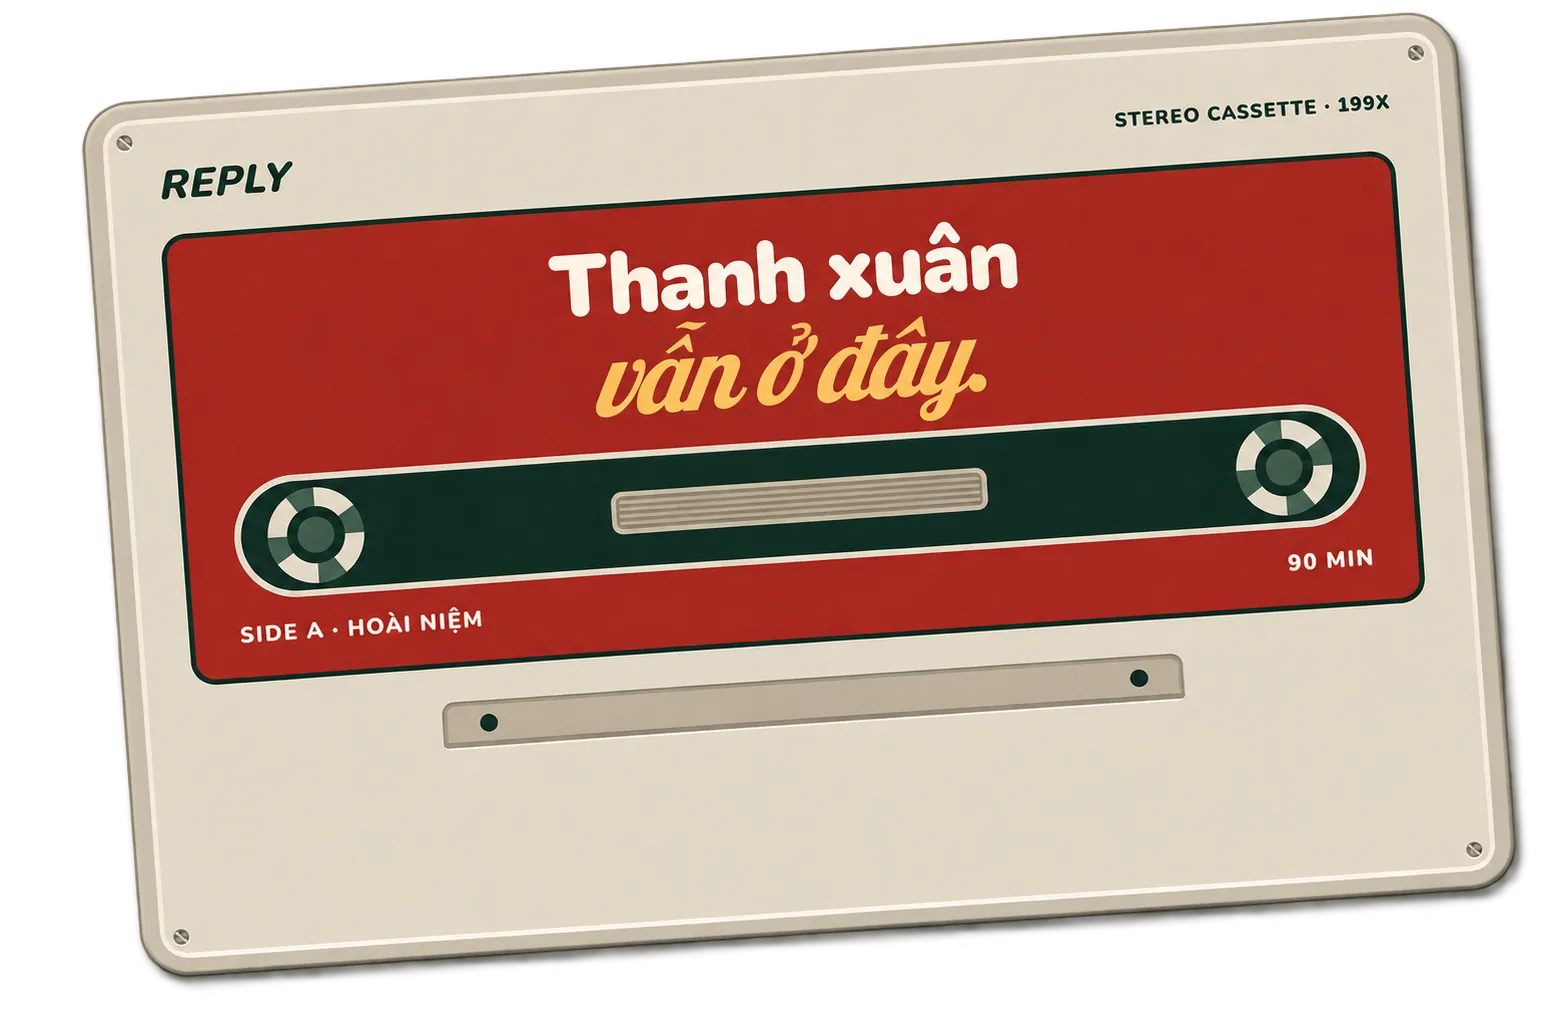 STEREO CASSETTE · 199X
REPLY
Thanh xuân
vẫn ở đây.
SIDE A · HOÀI NIỆM
90 MIN